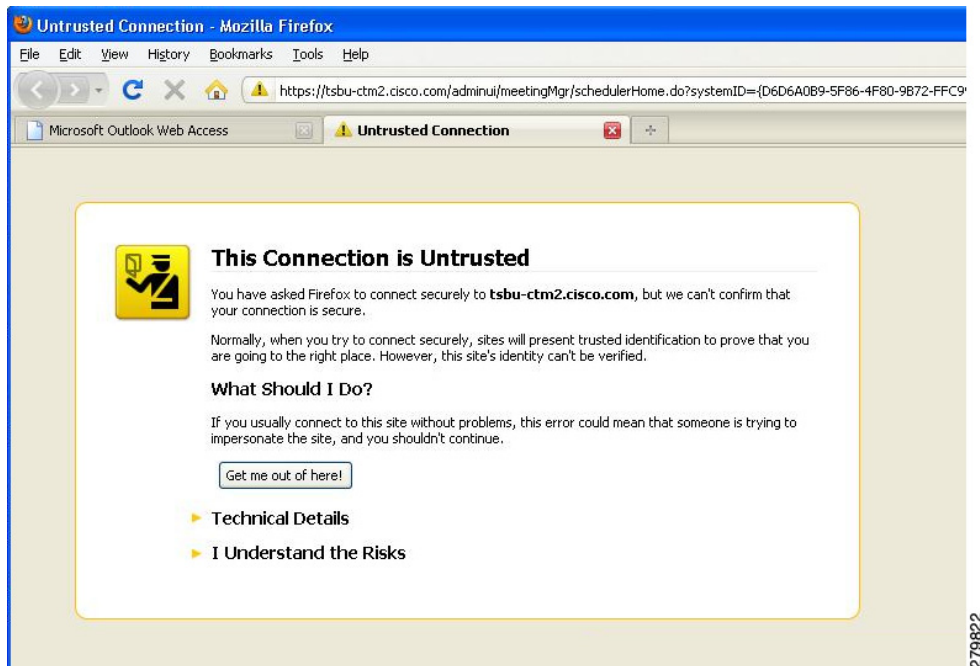 Untrusted Connection - Mozilla Firefox
File Edit View History Bookmarks Tools Help
https://tsbu-ctm2.cisco.com/adminui/meetingMgr/schedulerHome.do?systemID={D6D6A0B9-5F86-4F80-9B72-FFC9
Microsoft Outlook Web Access
Untrusted Connection
This Connection is Untrusted
You have asked Firefox to connect securely to tsbu-ctm2.cisco.com, but we can't confirm that
your connection is secure.
Normally, when you try to connect securely, sites will present trusted identification to prove that you
are going to the right place. However, this site's identity can't be verified.
What Should I Do?
If you usually connect to this site without problems, this error could mean that someone is trying to
impersonate the site, and you shouldn't continue.
Get me out of here!
Technical Details
I Understand the Risks
279822